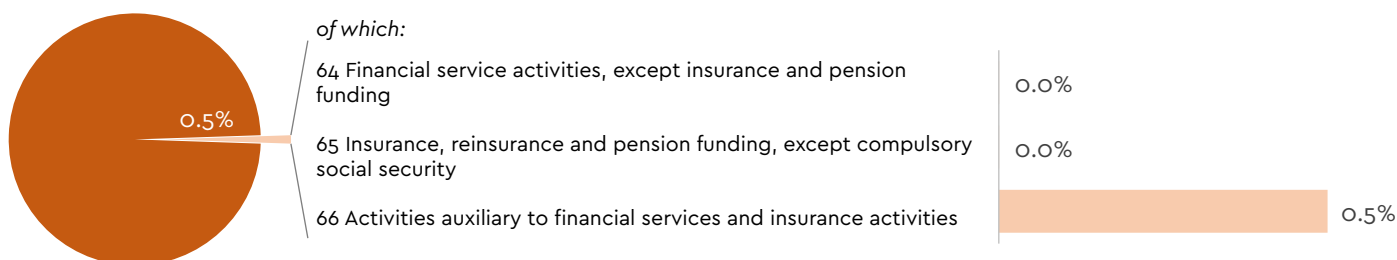 of which:
64 Financial service activities, except insurance and pension
funding
0.0%
0.5%
65 Insurance, reinsurance and pension funding, except compulsory
social security
0.0%
66 Activities auxiliary to financial services and insurance activities
0.5%